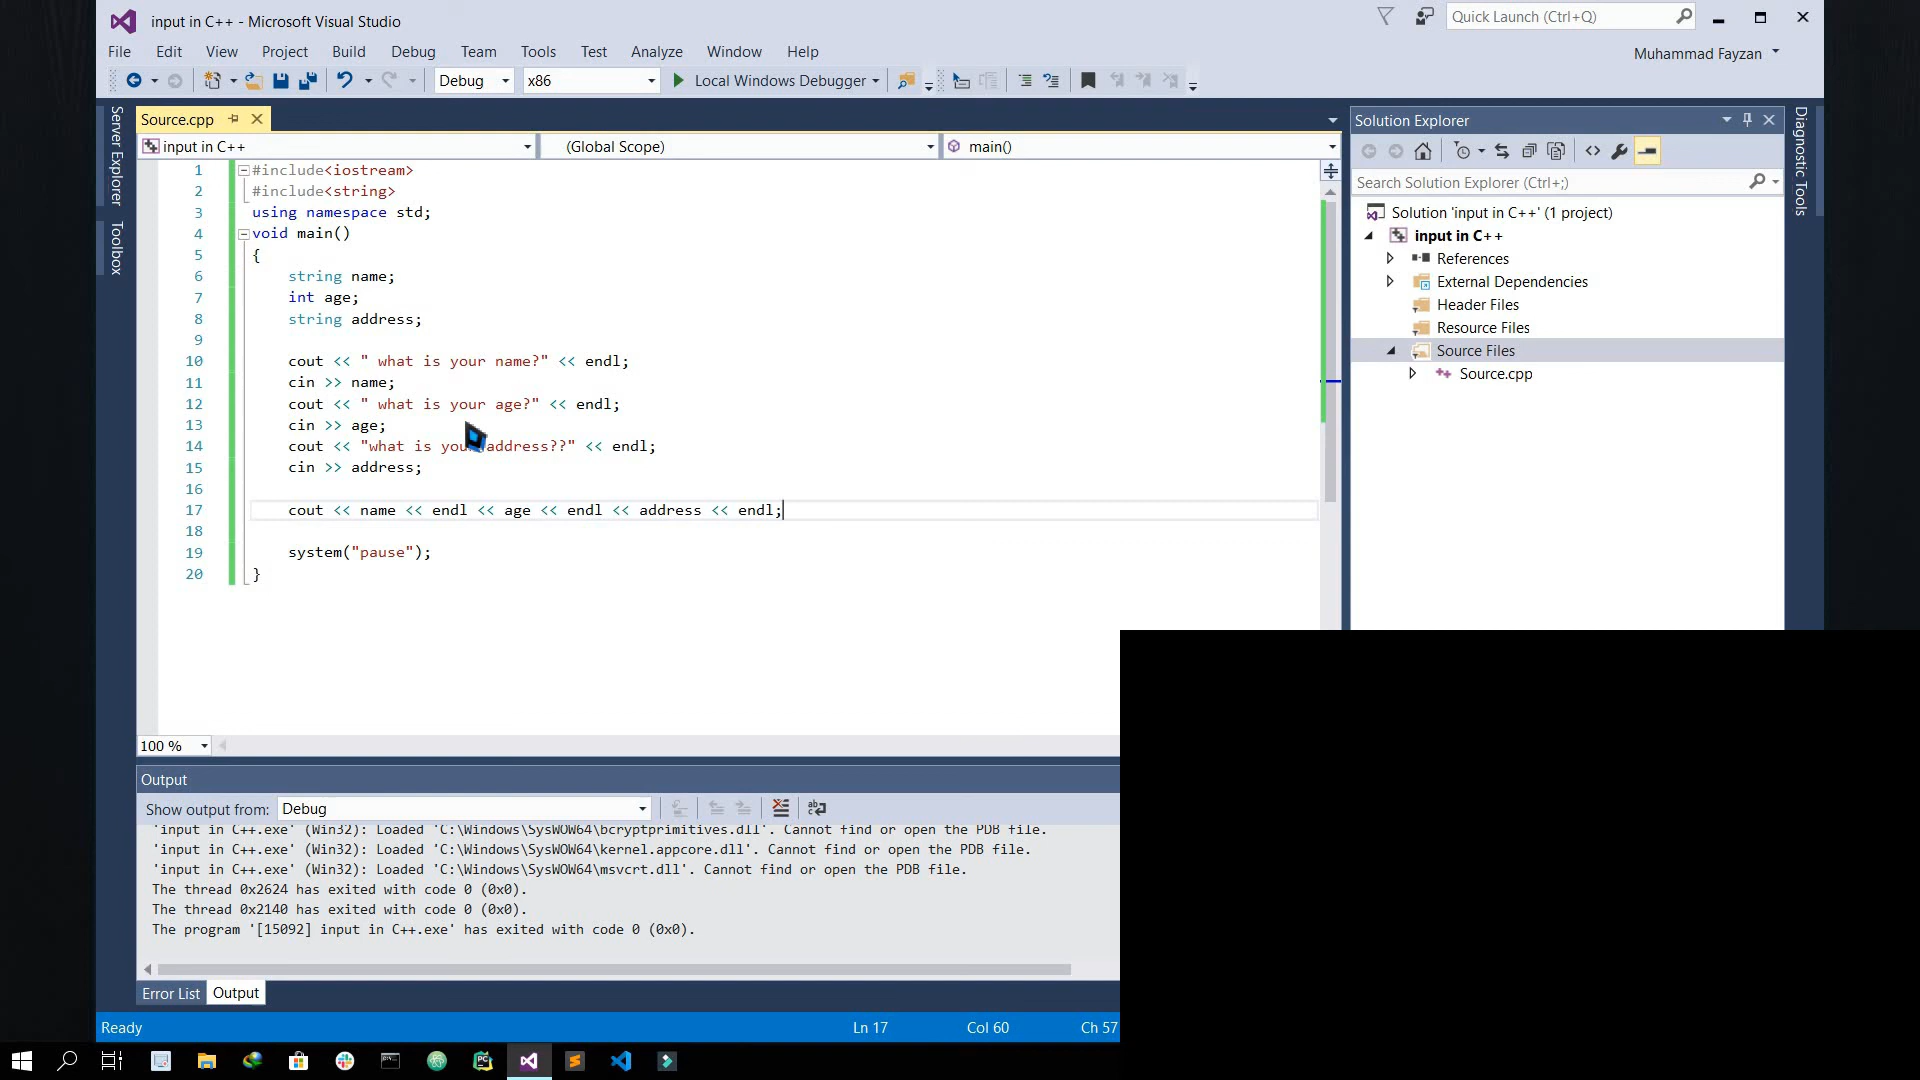 input in C++ - Microsoft Visual Studio
Quick Launch (Ctrl+Q)
File Edit View Project Build Debug Team Tools Test Analyze Window Help
Muhammad Fayzan
Debug x86 Local Windows Debugger
Server Explorer
Toolbox
Source.cpp
input in C++ (Global Scope) main()
1 #include<iostream>
2 #include<string>
3 using namespace std;
4 void main()
5 {
6 string name;
7 int age;
8 string address;
9
10 cout << " what is your name?" << endl;
11 cin >> name;
12 cout << " what is your age?" << endl;
13 cin >> age;
14 cout << "what is your address??" << endl;
15 cin >> address;
16
17 cout << name << endl << age << endl << address << endl;
18
19 system("pause");
20 }
100 %
Solution Explorer
Search Solution Explorer (Ctrl+;)
Solution 'input in C++' (1 project)
input in C++
References
External Dependencies
Header Files
Resource Files
Source Files
Source.cpp
Diagnostic Tools
Output
Show output from: Debug
'input in C++.exe' (Win32): Loaded 'C:\Windows\SysWOW64\bcryptprimitives.dll'. Cannot find or open the PDB file.
'input in C++.exe' (Win32): Loaded 'C:\Windows\SysWOW64\kernel.appcore.dll'. Cannot find or open the PDB file.
'input in C++.exe' (Win32): Loaded 'C:\Windows\SysWOW64\msvcrt.dll'. Cannot find or open the PDB file.
The thread 0x2624 has exited with code 0 (0x0).
The thread 0x2140 has exited with code 0 (0x0).
The program '[15092] input in C++.exe' has exited with code 0 (0x0).
Error List Output
Ready Ln 17 Col 60 Ch 57